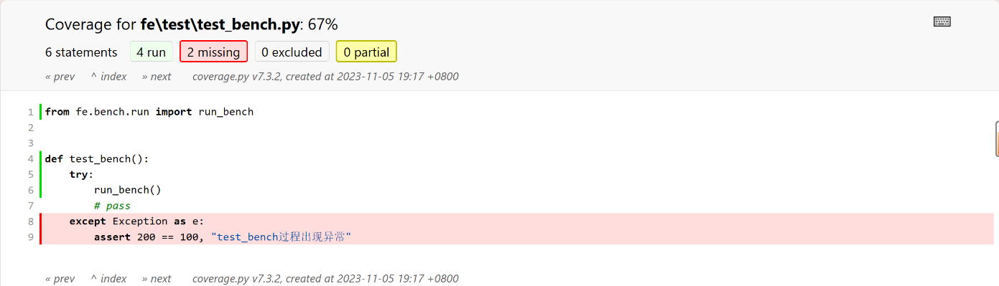 Coverage for fe\test\test_bench.py: 67%
6 statements 4 run 2 missing 0 excluded 0 partial
« prev ^ index » next coverage.py v7.3.2, created at 2023-11-05 19:17 +0800
1 from fe.bench.run import run_bench
2
3
4 def test_bench():
5     try:
6         run_bench()
7         # pass
8     except Exception as e:
9         assert 200 == 100, "test_bench过程出现异常"
« prev ^ index » next coverage.py v7.3.2, created at 2023-11-05 19:17 +0800